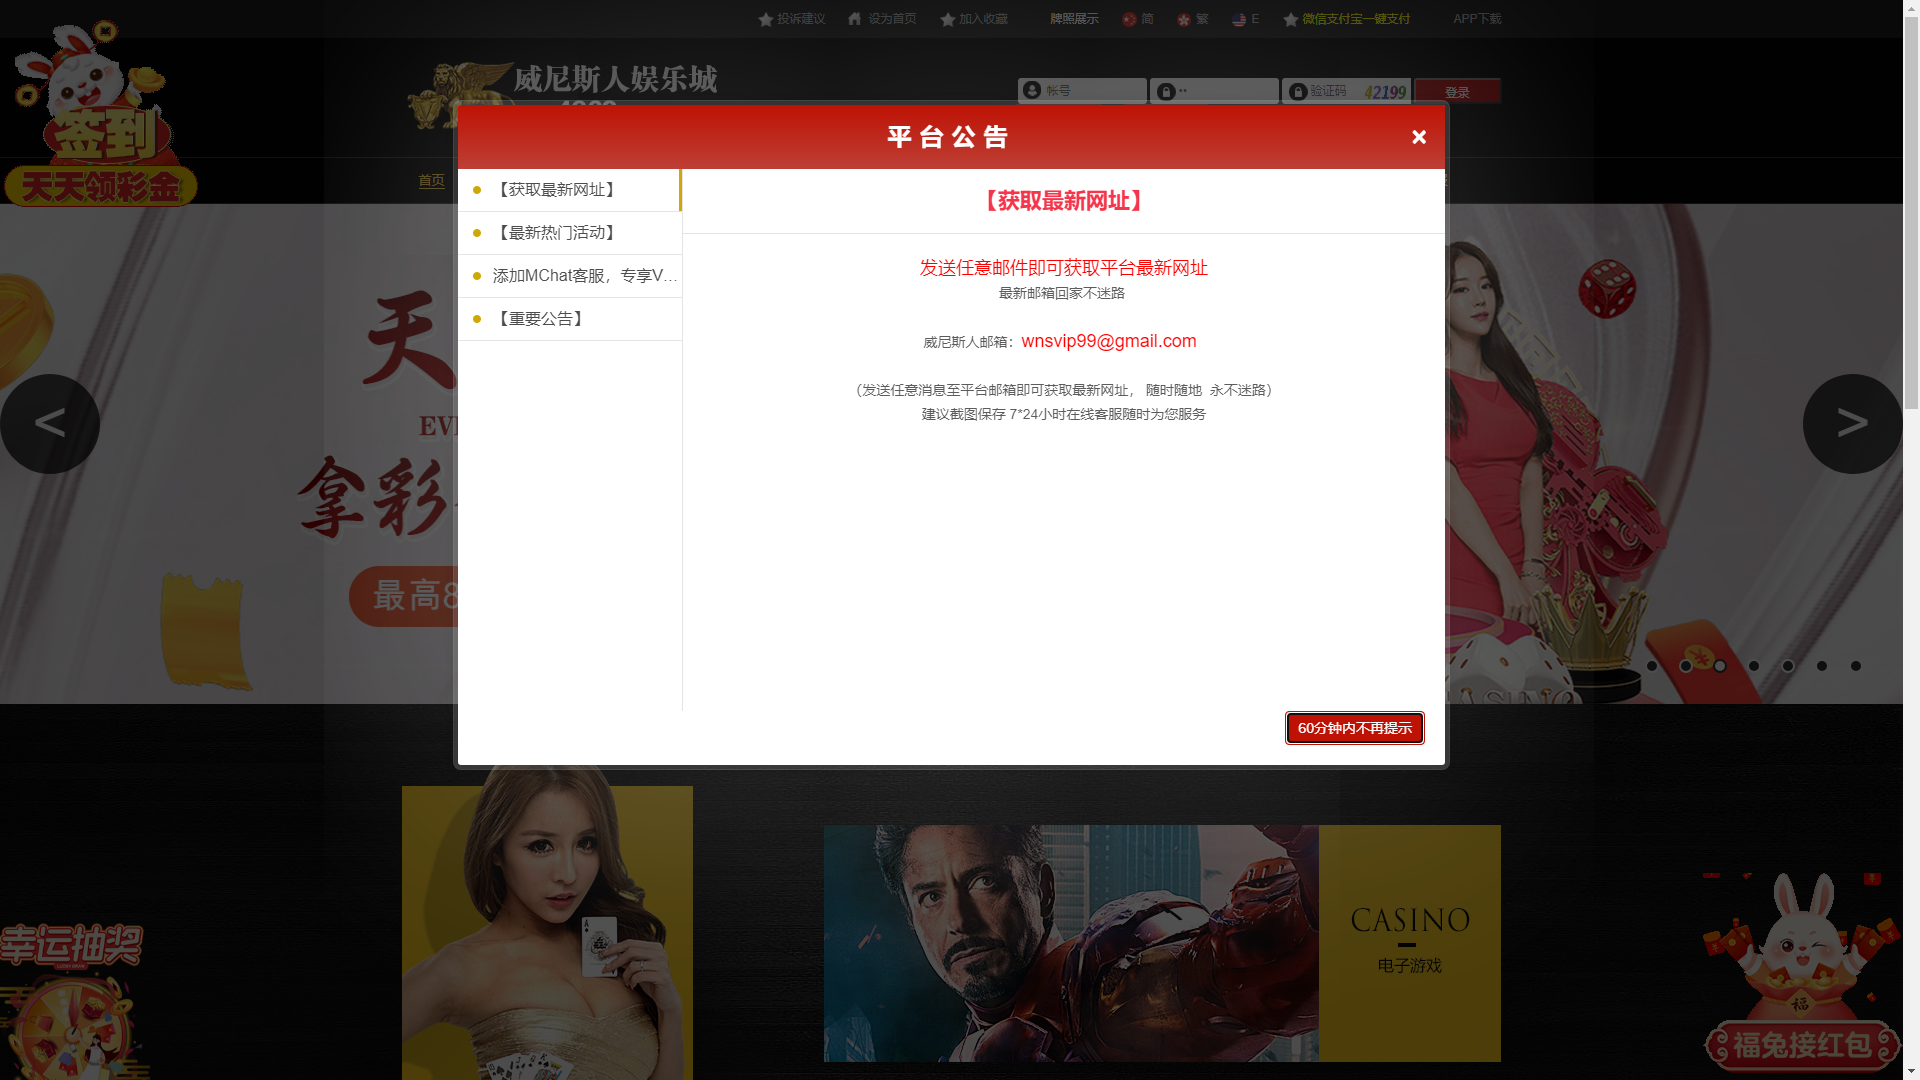 投诉建议
设为首页
加入收藏
牌照展示
简
繁
E
微信支付宝一键支付
APP下载
威尼斯人娱乐城
帐号
验证码
42199
登录
签到
天天领彩金
首页
平台公告
×
【获取最新网址】
【最新热门活动】
添加MChat客服，专享V...
【重要公告】
【获取最新网址】
发送任意邮件即可获取平台最新网址
最新邮箱回家不迷路
威尼斯人邮箱：wnsvip99@gmail.com
（发送任意消息至平台邮箱即可获取最新网址， 随时随地 永不迷路）
建议截图保存 7*24小时在线客服随时为您服务
60分钟内不再提示
<
>
天
EV
拿彩
最高8
CASINO
电子游戏
幸运抽奖
福
福兔接红包